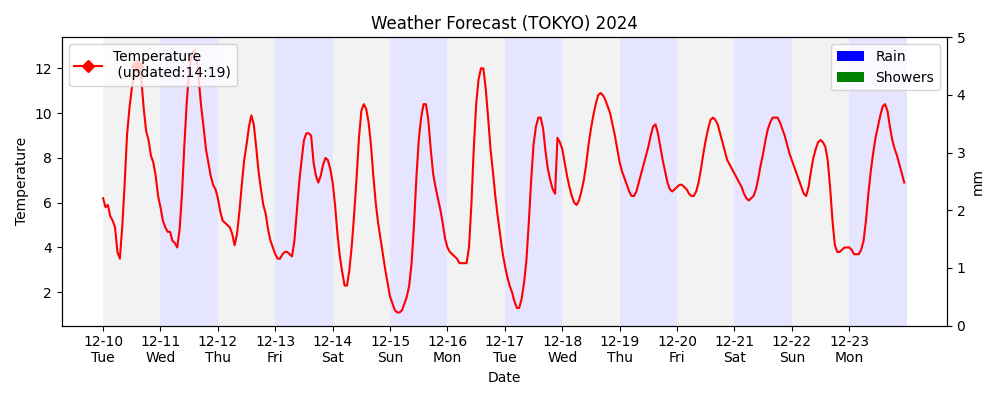 Weather Forecast (TOKYO) 2024
Temperature
(updated:14:19)
Rain
Showers
Temperature
12
10
8
6
4
2
5
4
3
2
1
0
mm
12-10 12-11 12-12 12-13 12-14 12-15 12-16 12-17 12-18 12-19 12-20 12-21 12-22 12-23
Tue Wed Thu Fri Sat Sun Mon Tue Wed Thu Fri Sat Sun Mon
Date